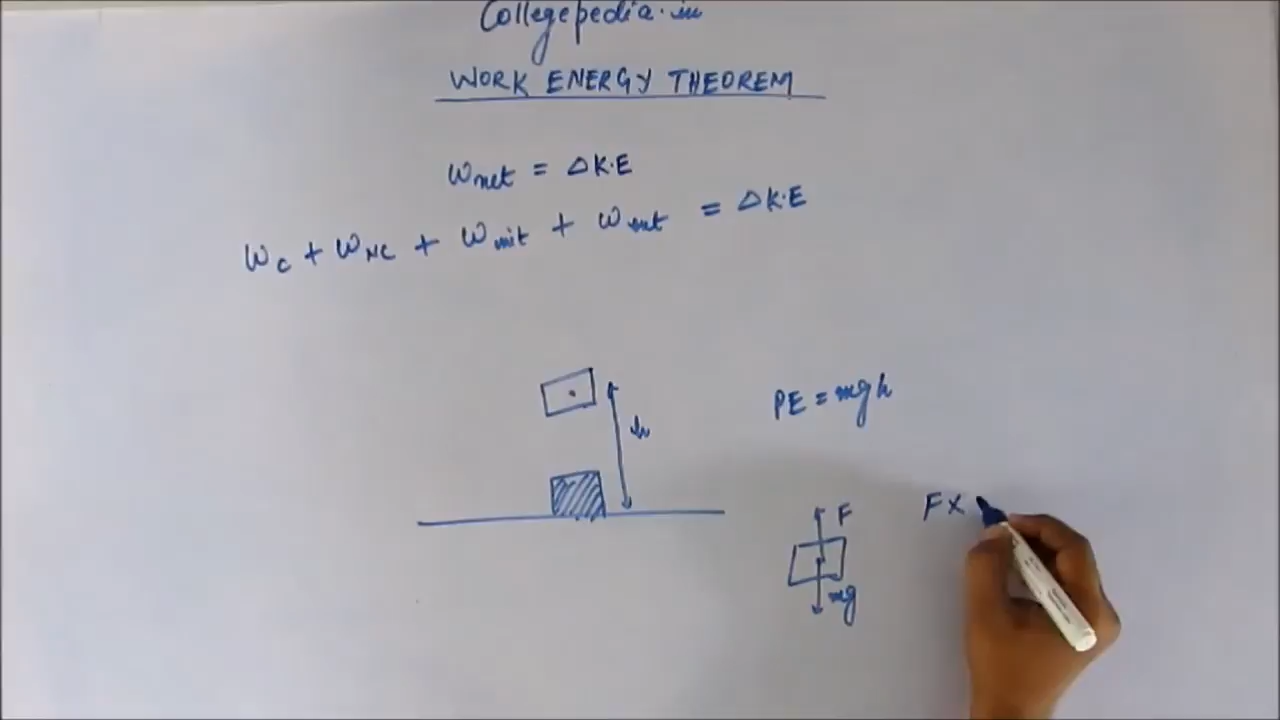 Collegepedia.in
WORK ENERGY THEOREM
Wnet = ΔK.E
Wc + WNC + Wint + Wext = ΔK.E
h
PE = mgh
F
F x
mg